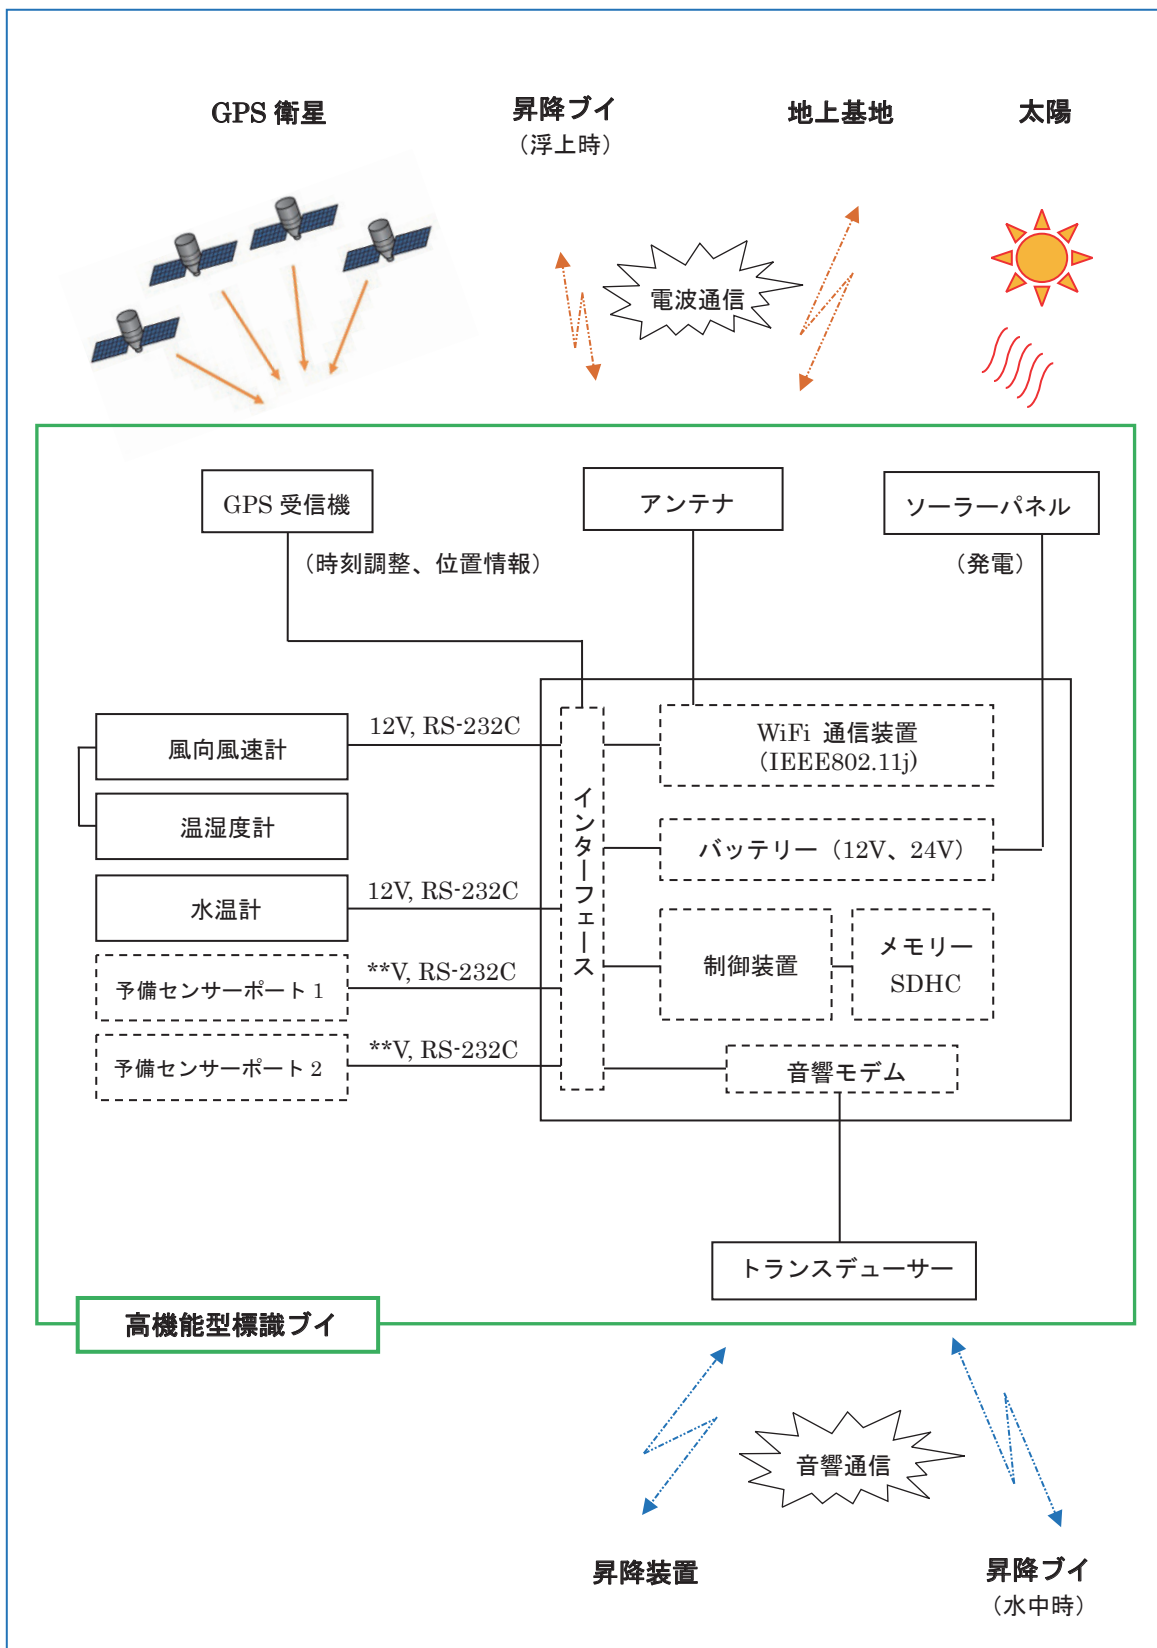 GPS 衛星
昇降ブイ
（浮上時）
地上基地
太陽
電波通信
GPS 受信機
アンテナ
ソーラーパネル
（時刻調整、位置情報）
（発電）
風向風速計
12V, RS-232C
温湿度計
水温計
12V, RS-232C
予備センサーポート 1
**V, RS-232C
予備センサーポート 2
**V, RS-232C
インターフェース
WiFi 通信装置
（IEEE802.11j）
バッテリー（12V、24V）
制御装置
メモリー
SDHC
音響モデム
トランスデューサー
高機能型標識ブイ
音響通信
昇降装置
昇降ブイ
（水中時）